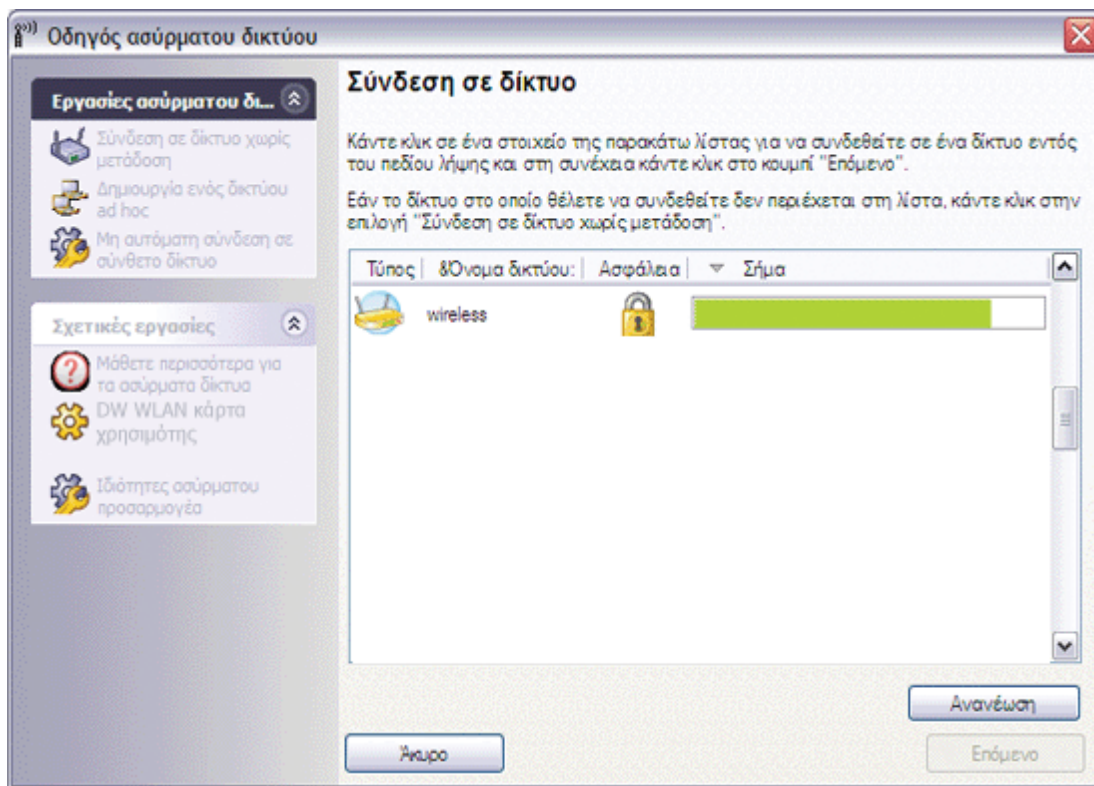 Οδηγός ασύρματου δικτύου
Εργασίες ασύρματου δι...
Σύνδεση σε δίκτυο χωρίς
μετάδοση
Δημιουργία ενός δικτύου
ad hoc
Μη αυτόματη σύνδεση σε
σύνθετο δίκτυο
Σχετικές εργασίες
Μάθετε περισσότερα για
τα ασύρματα δίκτυα
DW WLAN κάρτα
χρησιμότης
Ιδιότητες ασύρματου
προσαρμογέα
Σύνδεση σε δίκτυο
Κάντε κλικ σε ένα στοιχείο της παρακάτω λίστας για να συνδεθείτε σε ένα δίκτυο εντός
του πεδίου λήψης και στη συνέχεια κάντε κλικ στο κουμπί "Επόμενο".
Εάν το δίκτυο στο οποίο θέλετε να συνδεθείτε δεν περιέχεται στη λίστα, κάντε κλικ στην
επιλογή "Σύνδεση σε δίκτυο χωρίς μετάδοση".
Τύπος &Όνομα δικτύου: Ασφάλεια Σήμα
wireless
Ανανέωση
Άκυρο Επόμενο